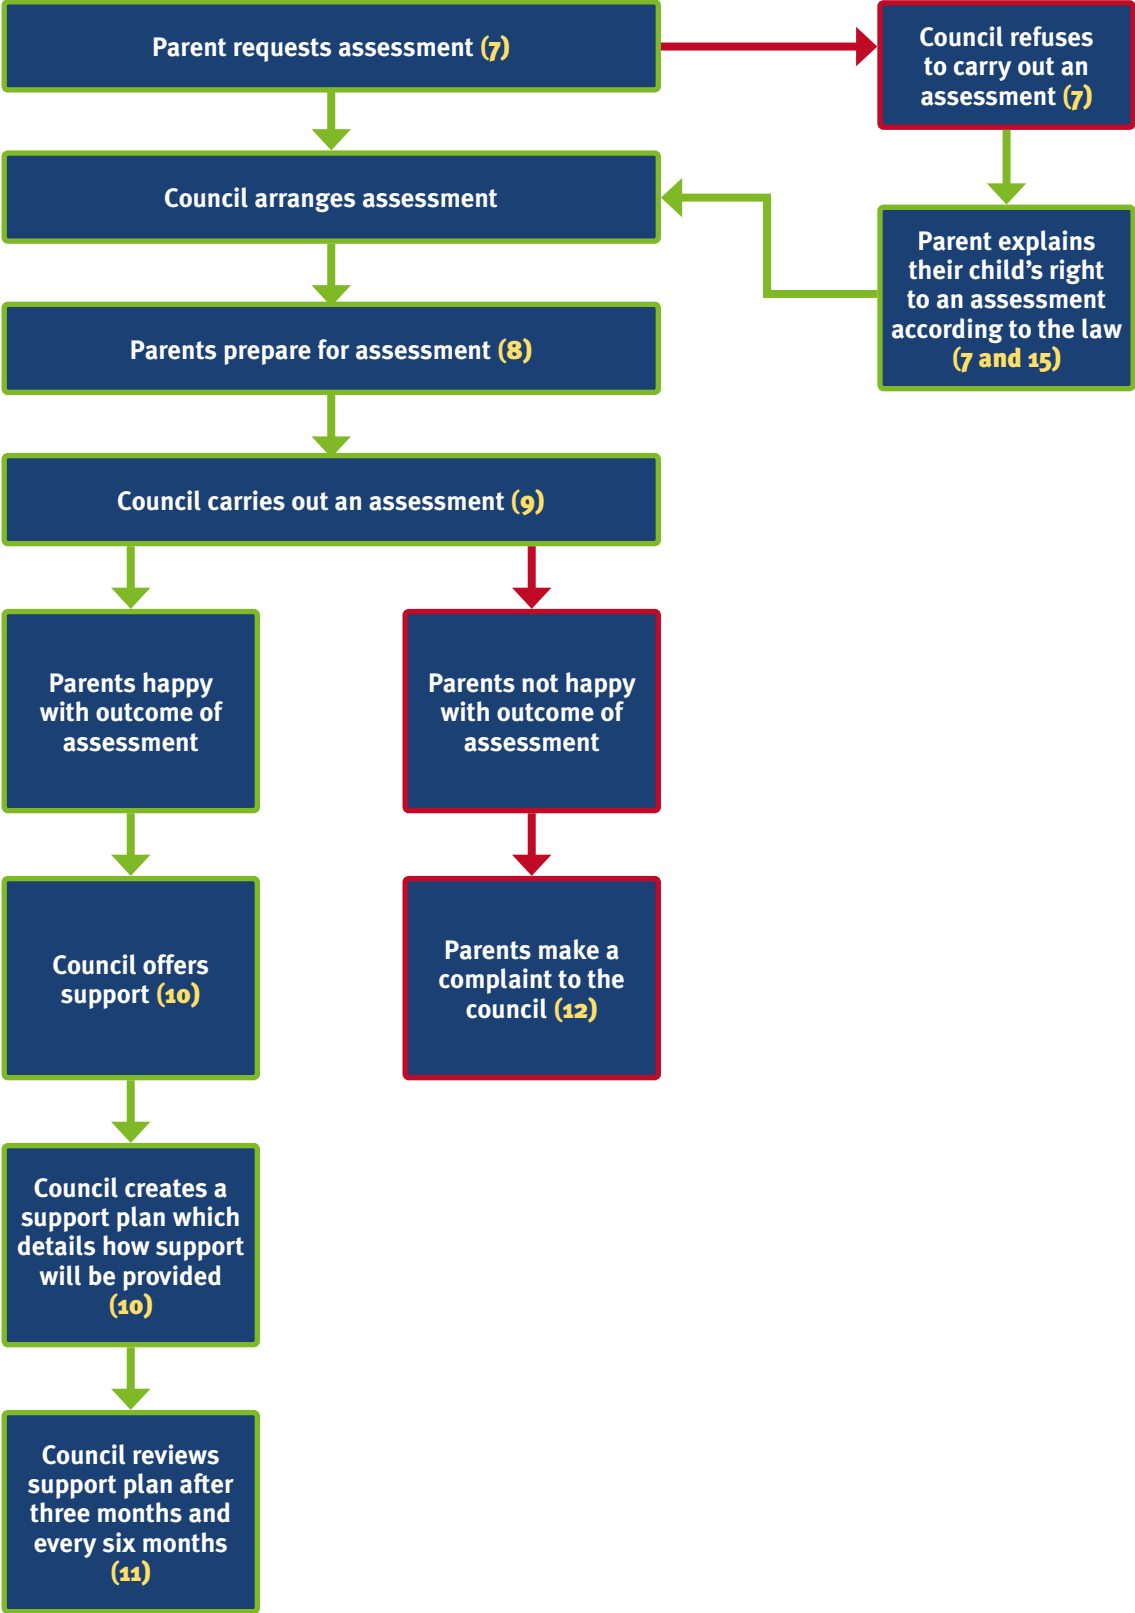 Parent requests assessment (7)
Council refuses
to carry out an
assessment (7)
Council arranges assessment
Parent explains
their child’s right
to an assessment
according to the law
(7 and 15)
Parents prepare for assessment (8)
Council carries out an assessment (9)
Parents happy
with outcome of
assessment
Parents not happy
with outcome of
assessment
Council offers
support (10)
Parents make a
complaint to the
council (12)
Council creates a
support plan which
details how support
will be provided
(10)
Council reviews
support plan after
three months and
every six months
(11)